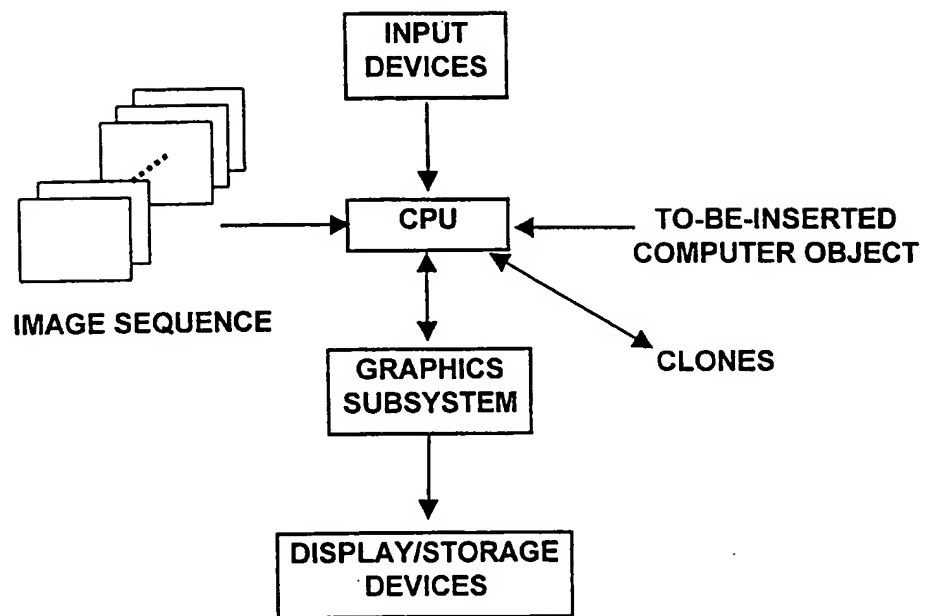 INPUT
DEVICES
CPU
TO-BE-INSERTED
COMPUTER OBJECT
IMAGE SEQUENCE
CLONES
GRAPHICS
SUBSYSTEM
DISPLAY/STORAGE
DEVICES